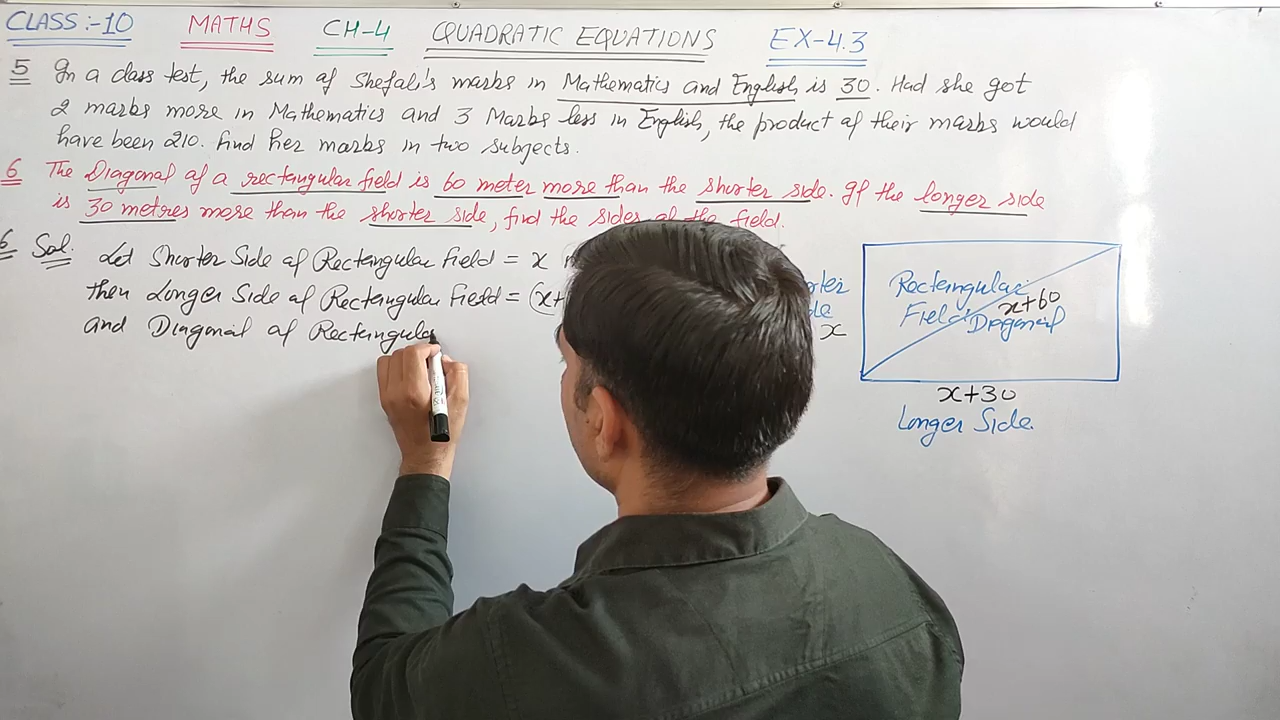 CLASS:-10 MATHS CH-4 QUADRATIC EQUATIONS EX-4.3
5 In a class test, the sum of Shefali's marks in Mathematics and English is 30. Had she got
2 marks more in Mathematics and 3 Marks less in English, the product of their marks would
have been 210. Find her marks in two subjects.
6 The Diagonal of a rectangular field is 60 meter more than the shorter side. If the longer side
is 30 metres more than the shorter side, find the sides of the field.
6 Sol. Let Shorter Side of Rectangular Field = x
then Longer Side of Rectangular Field = (x+
and Diagonal of Rectangula
x
Rectangular
Field
x+60
Diagonal
x+30
Longer Side.